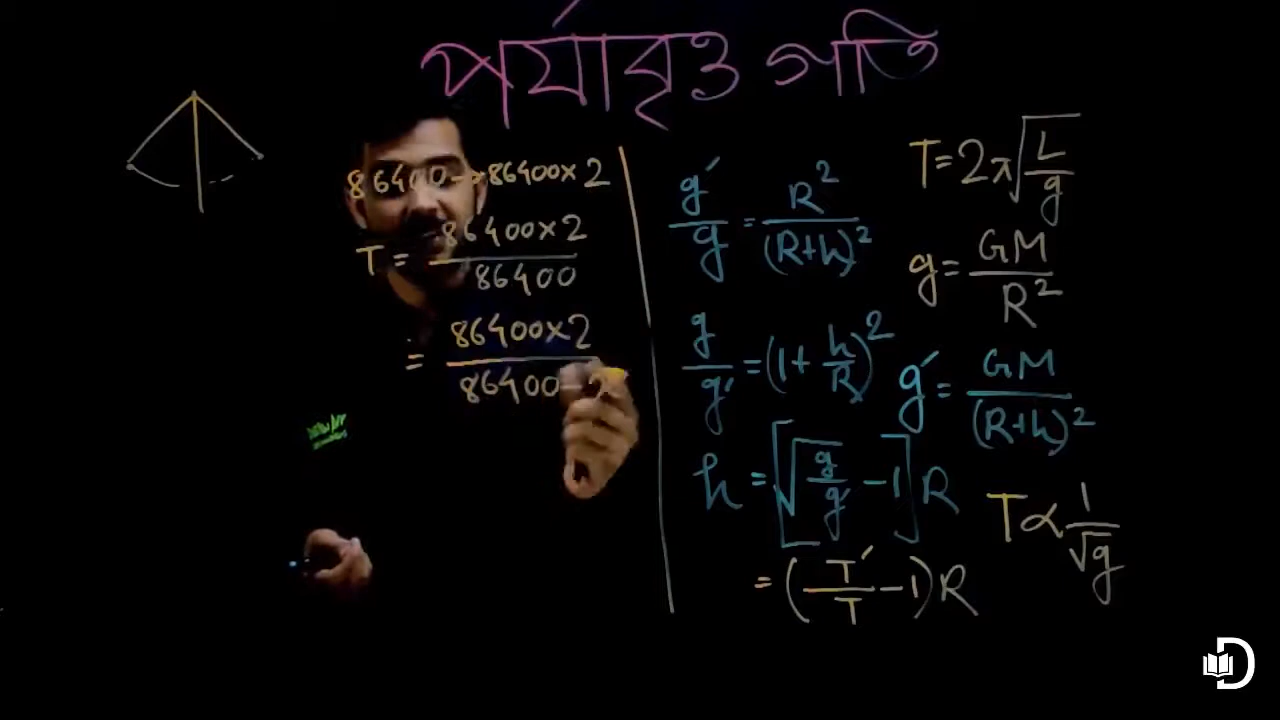 পর্যাবৃত্ত গতি
86400 → 86400×2
T = 86400×2 / 86400
= 86400×2 / 86400 -
g′/g = R²/(R+h)²
g/g′ = (1 + h/R)²
h = [√(g/g′) - 1] R
= (T′/T - 1) R
T = 2π√(L/g)
g = GM/R²
g′ = GM/(R+h)²
T ∝ 1/√g
D